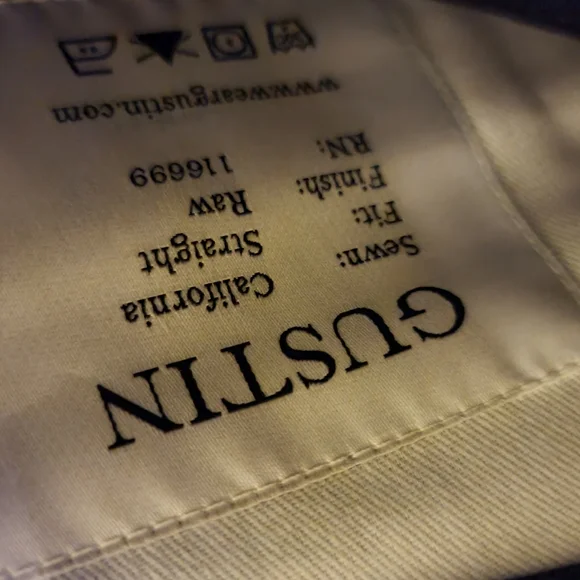 GUSTIN
Sewn: California
Fit: Straight
Finish: Raw
RN: 116699
www.weargustin.com